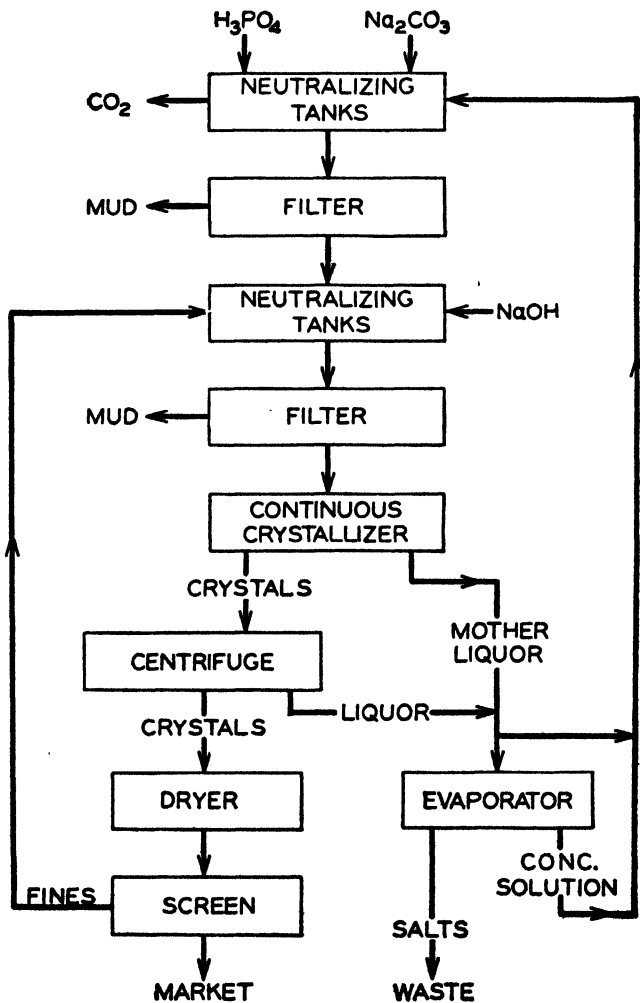 H₃PO₄
Na₂CO₃
NEUTRALIZING
TANKS
CO₂
FILTER
MUD
NEUTRALIZING
TANKS
NaOH
FILTER
MUD
CONTINUOUS
CRYSTALLIZER
CRYSTALS
MOTHER
LIQUOR
CENTRIFUGE
LIQUOR
CRYSTALS
DRYER
EVAPORATOR
CONC.
SOLUTION
FINES
SCREEN
SALTS
MARKET
WASTE